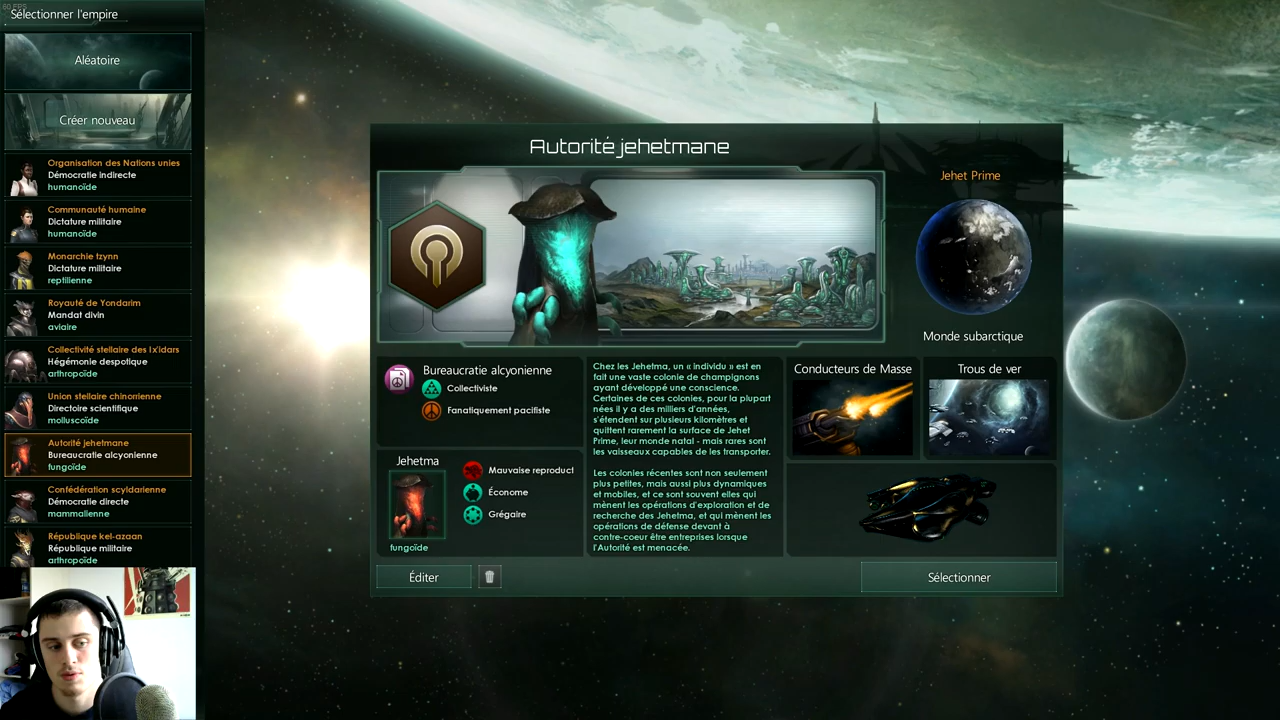 60 FPS
Sélectionner l'empire
Aléatoire
Créer nouveau
Organisation des Nations unies
Démocratie indirecte
humanoïde
Communauté humaine
Dictature militaire
humanoïde
Monarchie tzynn
Dictature militaire
reptilienne
Royauté de Yondarim
Mandat divin
aviaire
Collectivité stellaire des Ix'idars
Hégémonie despotique
arthropoïde
Union stellaire chinorrienne
Directoire scientifique
molluscoïde
Autorité jehetmane
Bureaucratie alcyonienne
fungoïde
Confédération scyldarienne
Démocratie directe
mammalienne
République kel-azaan
République militaire
arthropoïde
Autorité jehetmane
Jehet Prime
Monde subarctique
Bureaucratie alcyonienne
Collectiviste
Fanatiquement pacifiste
Jehetma
Mauvaise reproduct
Économe
Grégaire
fungoïde
Chez les Jehetma, un « individu » est en
fait une vaste colonie de champignons
ayant développé une conscience.
Certaines de ces colonies, pour la plupart
nées il y a des milliers d'années,
s'étendent sur plusieurs kilomètres et
quittent rarement la surface de Jehet
Prime, leur monde natal - mais rares sont
les vaisseaux capables de les transporter.
Les colonies récentes sont non seulement
plus petites, mais aussi plus dynamiques
et mobiles, et ce sont souvent elles qui
mènent les opérations d'exploration et de
recherche des Jehetma, et qui mènent les
opérations de défense devant à
contre-coeur être entreprises lorsque
l'Autorité est menacée.
Conducteurs de Masse
Trous de ver
Éditer
Sélectionner